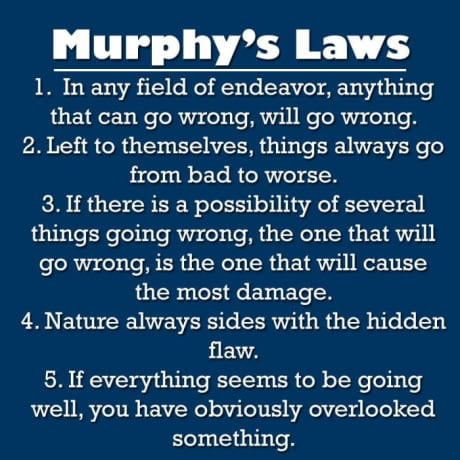 Murphy's Laws
1. In any field of endeavor, anything
that can go wrong, will go wrong.
2. Left to themselves, things always go
from bad to worse.
3. If there is a possibility of several
things going wrong, the one that will
go wrong, is the one that will cause
the most damage.
4. Nature always sides with the hidden
flaw.
5. If everything seems to be going
well, you have obviously overlooked
something.